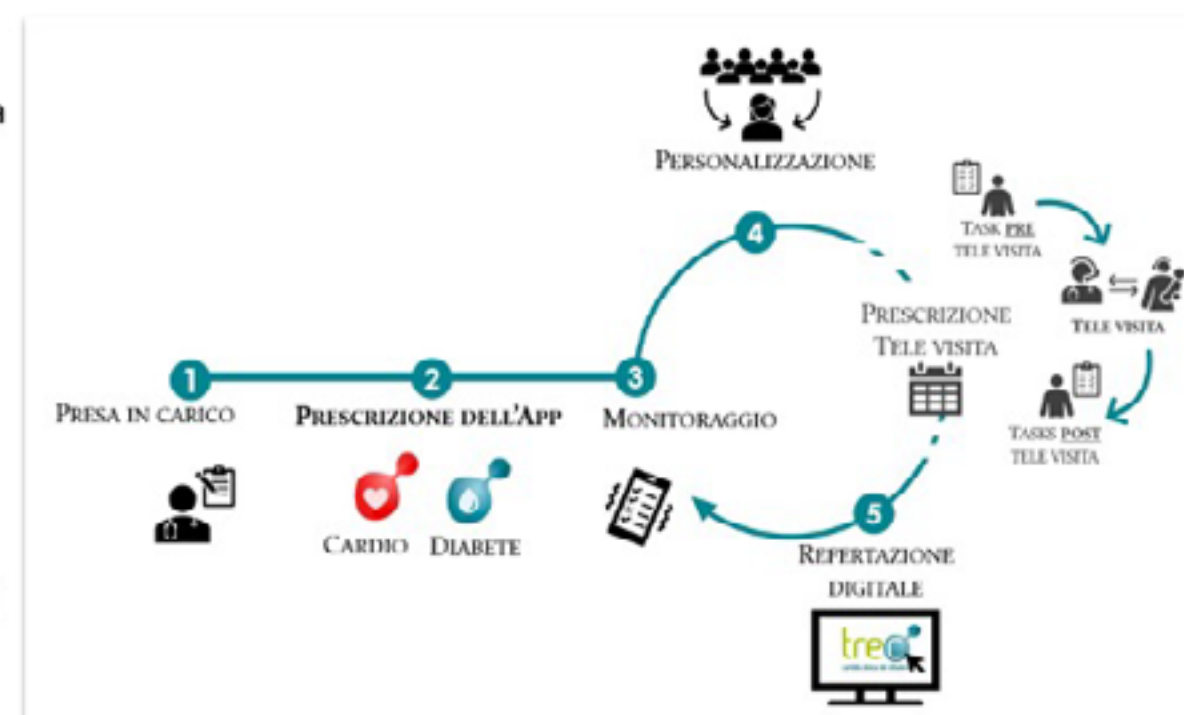 1
PRESA IN CARICO
2
PRESCRIZIONE DELL'APP
CARDIO
DIABETE
3
MONITORAGGIO
4
PERSONALIZZAZIONE
PRESCRIZIONE
TELE VISITA
TASK PRE
TELE VISITA
TELE VISITA
TASKS POST
TELE VISITA
5
REFERTAZIONE
DIGITALE
trec